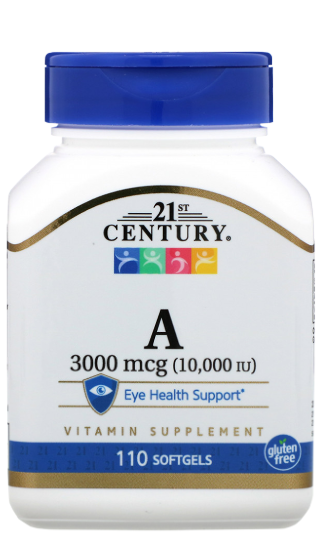 21ST
CENTURY®
A
3000 mcg (10,000 IU)
Eye Health Support*
VITAMIN SUPPLEMENT
110 SOFTGELS
gluten
free